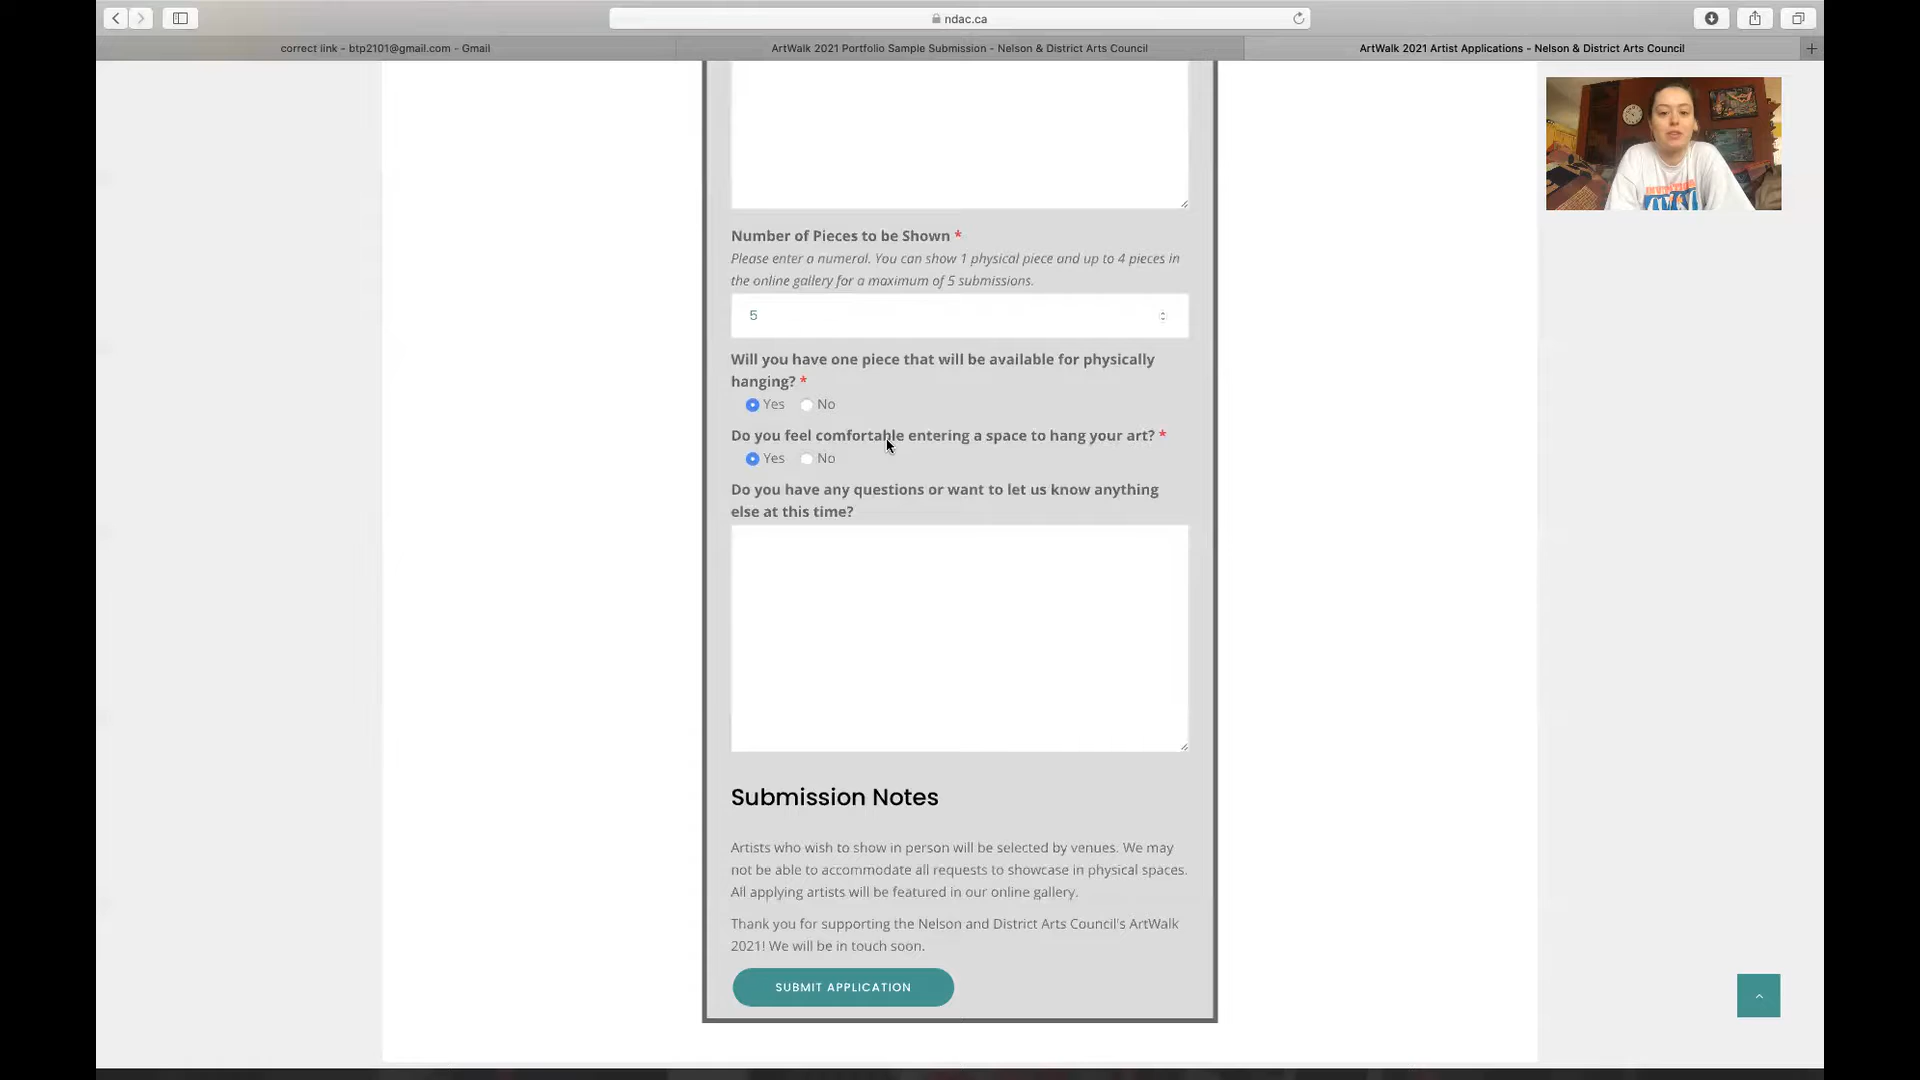 ndac.ca
correct iink - btp2101@gmail.com - Gmail
ArtWalk 2021 Portfolio Sample Submission - Nelson & District Arts Council
ArtWalk 2021 Artist Applications - Nelson & District Arts Council
Number of Pieces to be Shown *
Please enter a numeral. You can show 1 physical piece and up to 4 pieces in
the online gallery for a maximum of 5 submissions.
5
Will you have one piece that will be available for physically
hanging? *
Yes No
Do you feel comfortable entering a space to hang your art? *
Yes No
Do you have any questions or want to let us know anything
else at this time?
Submission Notes
Artists who wish to show in person will be selected by venues. We may
not be able to accommodate all requests to showcase in physical spaces.
All applying artists will be featured in our online gallery.
Thank you for supporting the Nelson and District Arts Council's ArtWalk
2021! We will be in touch soon.
SUBMIT APPLICATION